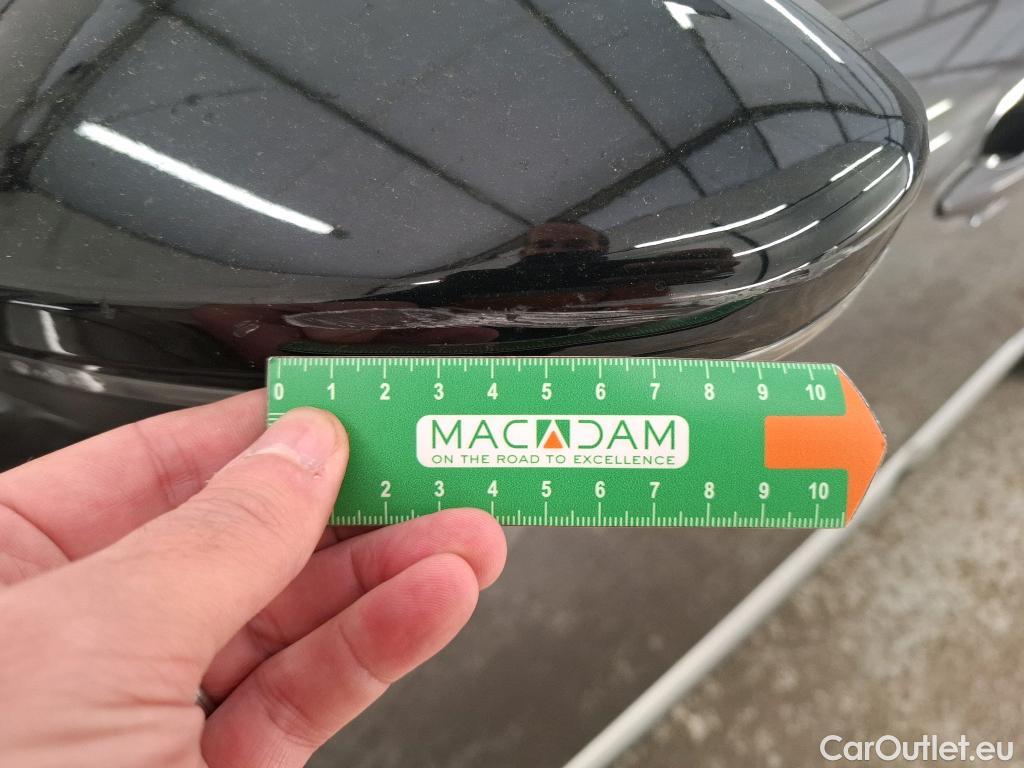 0 1 2 3 4 5 6 7 8 9 10
MACADAM
ON THE ROAD TO EXCELLENCE
2 3 4 5 6 7 8 9 10
CarOutlet.eu